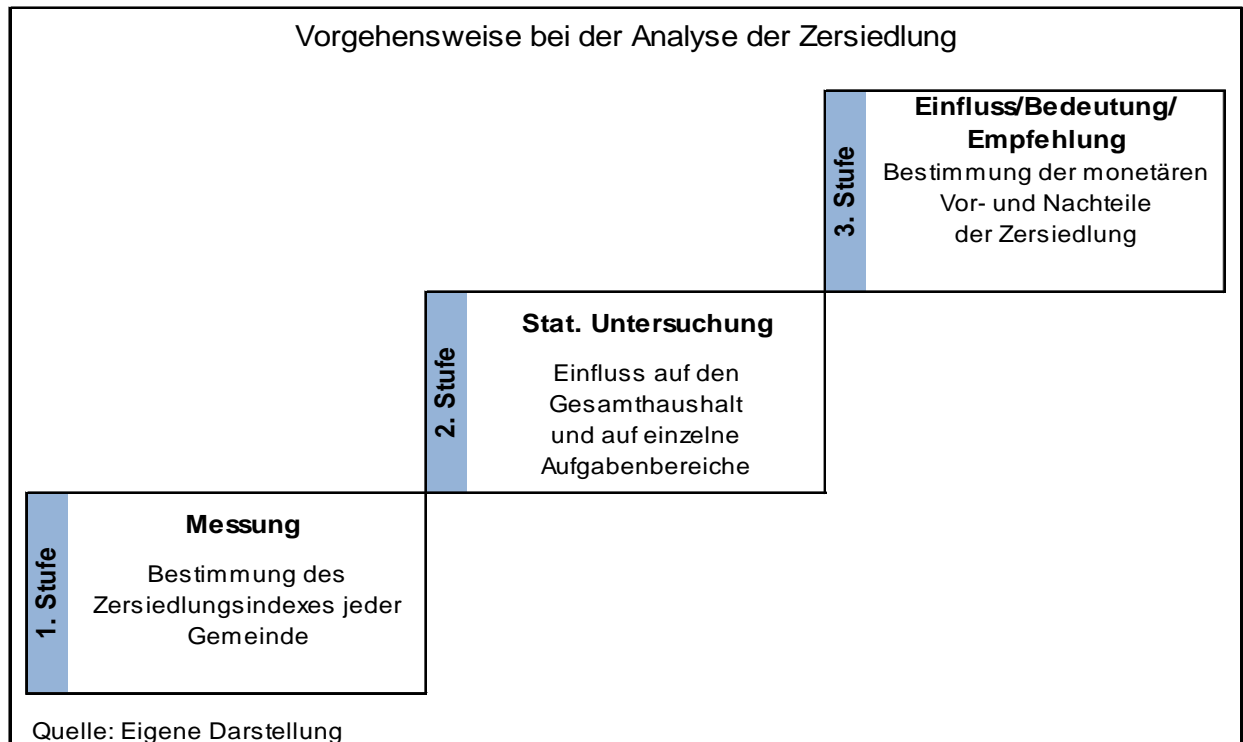 Vorgehensweise bei der Analyse der Zersiedlung
3. Stufe
Einfluss/Bedeutung/
Empfehlung
Bestimmung der monetären
Vor- und Nachteile
der Zersiedlung
2. Stufe
Stat. Untersuchung
Einfluss auf den
Gesamthaushalt
und auf einzelne
Aufgabenbereiche
1. Stufe
Messung
Bestimmung des
Zersiedlungsindexes jeder
Gemeinde
Quelle: Eigene Darstellung